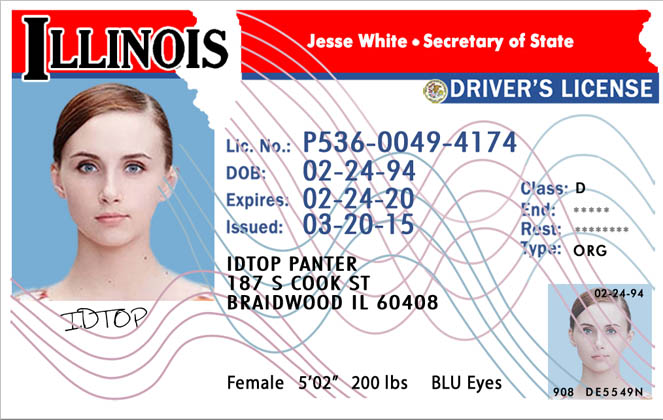 ILLINOIS
Jesse White • Secretary of State
DRIVER'S LICENSE
Lic. No.: P536-0049-4174
DOB: 02-24-94
Expires: 02-24-20
Issued: 03-20-15
Class: D
End: *****
Rest: ********
Type: ORG
IDTOP PANTER
187 S COOK ST
BRAIDWOOD IL 60408
IDTOP
02-24-94
Female 5'02" 200 lbs BLU Eyes
908 DE5549N